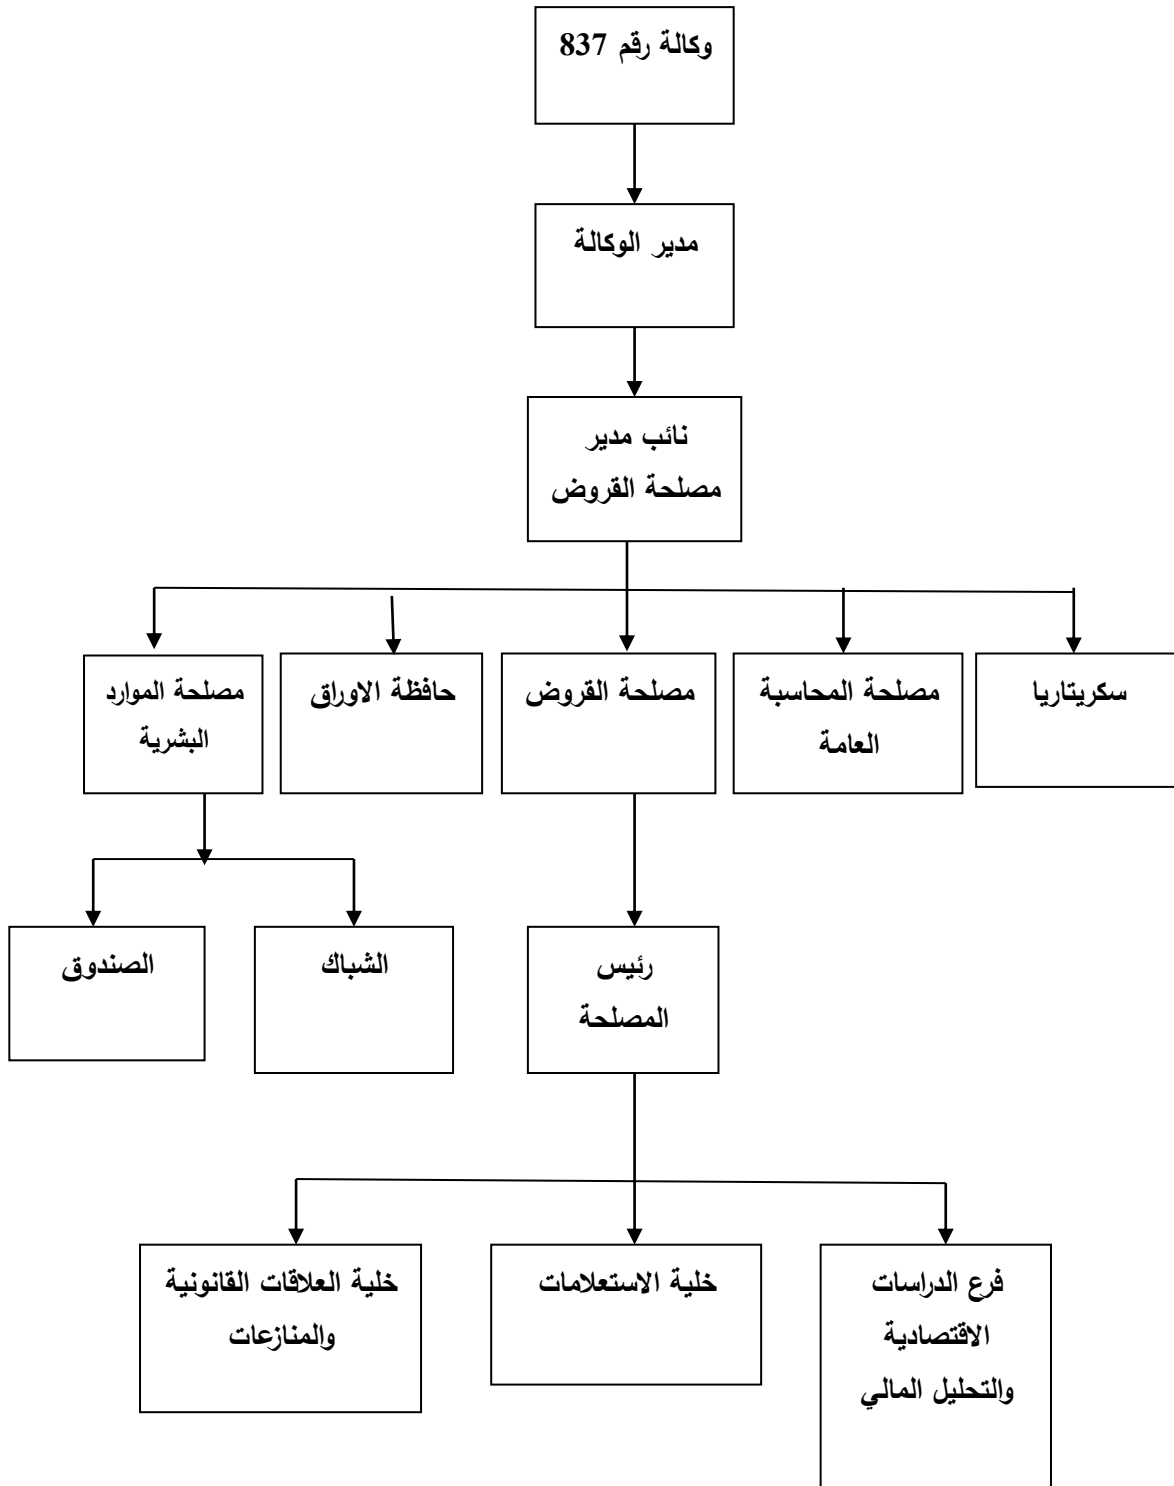 وكالة رقم 837
مدير الوكالة
نائب مدير
مصلحة القروض
سكريتاريا
مصلحة المحاسبة
العامة
مصلحة القروض
حافظة الاوراق
مصلحة الموارد
البشرية
رئيس
المصلحة
الشباك
الصندوق
فرع الدراسات
الاقتصادية
والتحليل المالي
خلية الاستعلامات
خلية العلاقات القانونية
والمنازعات